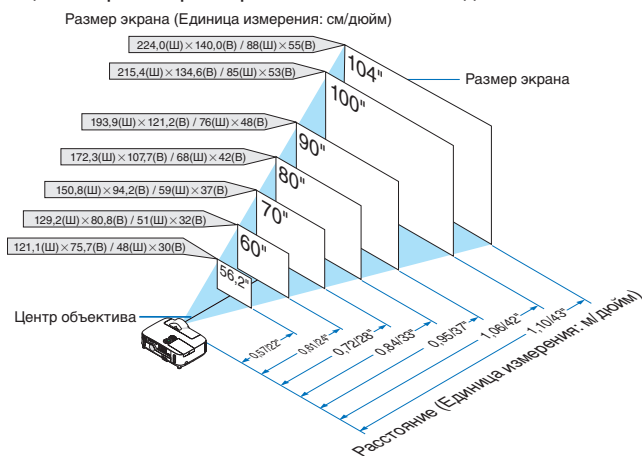 Размер экрана (Единица измерения: см/дюйм)
224,0(Ш)×140,0(В) / 88(Ш)×55(В)
104"
215,4(Ш)×134,6(В) / 85(Ш)×53(В)
Размер экрана
100"
193,9(Ш)×121,2(В) / 76(Ш)×48(В)
90"
172,3(Ш)×107,7(В) / 68(Ш)×42(В)
80"
150,8(Ш)×94,2(В) / 59(Ш)×37(В)
70"
129,2(Ш)×80,8(В) / 51(Ш)×32(В)
60"
121,1(Ш)×75,7(В) / 48(Ш)×30(В)
56,2"
Центр объектива
0,57/22"
0,61/24"
0,72/28"
0,84/33"
0,95/37"
1,06/42"
1,10/43"
Расстояние (Единица измерения: м/дюйм)